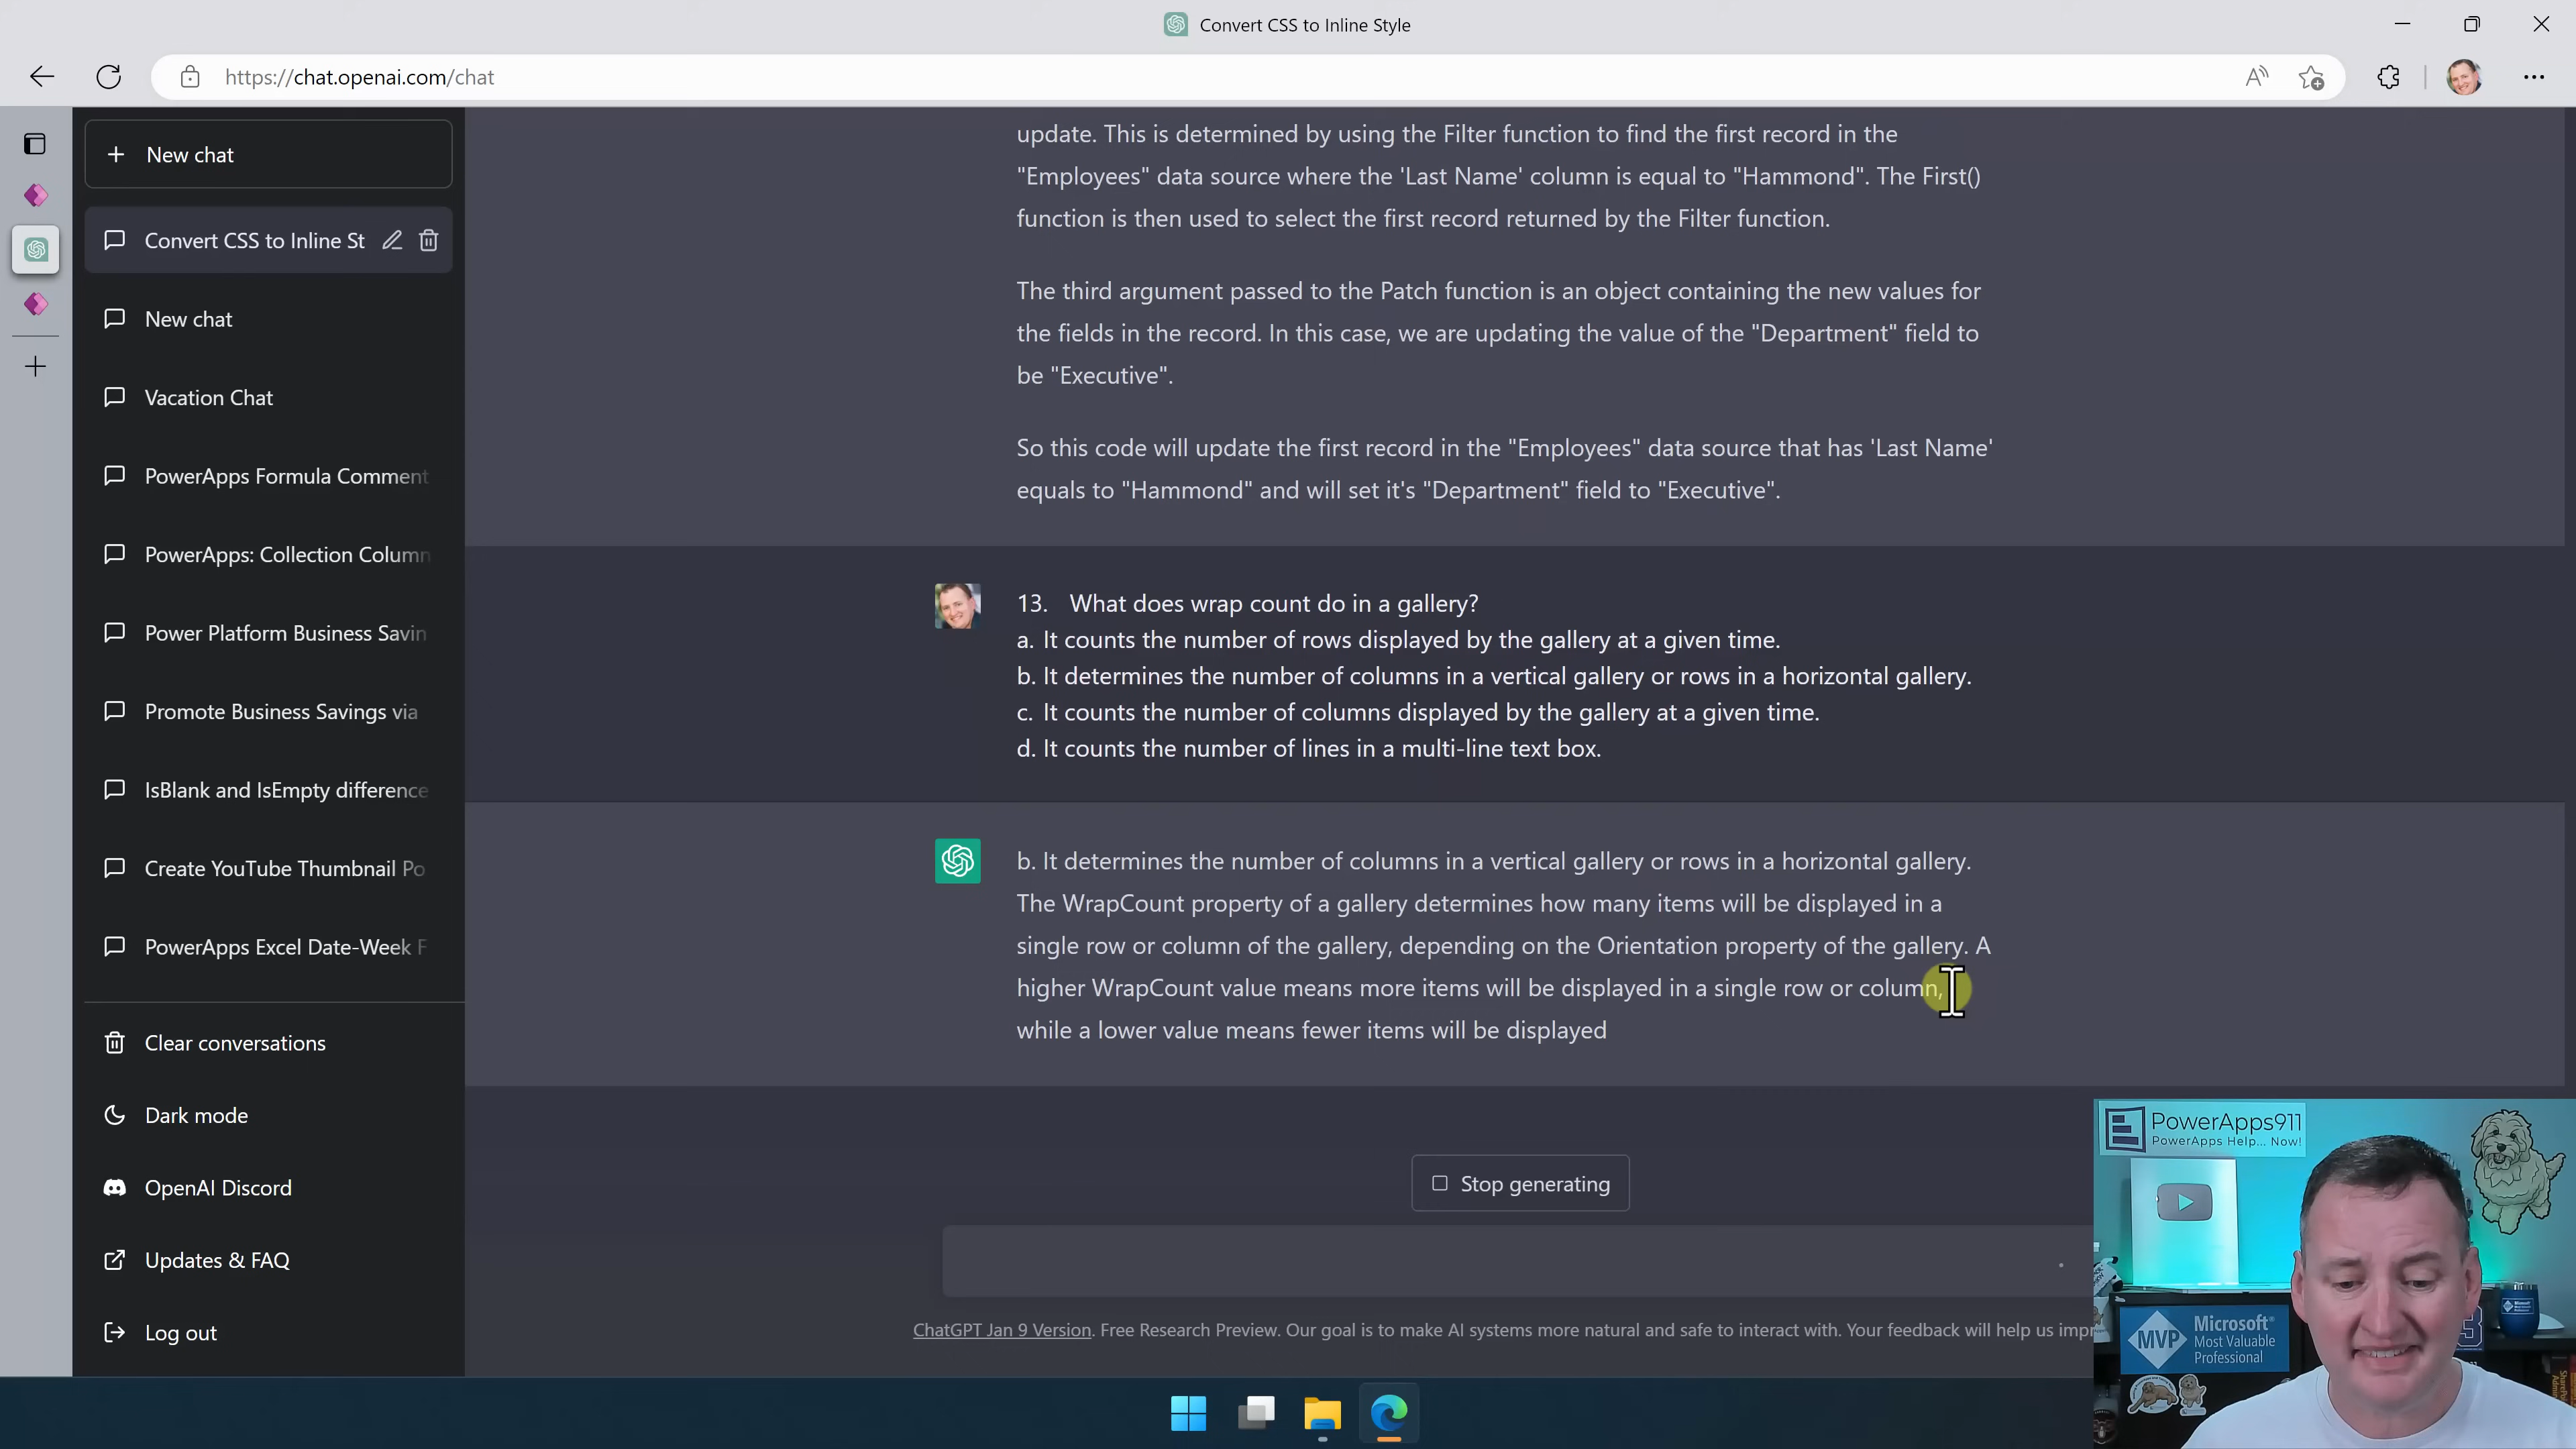 Convert CSS to Inline Style
https://chat.openai.com/chat
New chat
Convert CSS to Inline St
New chat
Vacation Chat
PowerApps Formula Comment
PowerApps: Collection Column
Power Platform Business Savin
Promote Business Savings via
IsBlank and IsEmpty difference
Create YouTube Thumbnail Po
PowerApps Excel Date-Week F
Clear conversations
Dark mode
OpenAI Discord
Updates & FAQ
Log out
update. This is determined by using the Filter function to find the first record in the
"Employees" data source where the 'Last Name' column is equal to "Hammond". The First()
function is then used to select the first record returned by the Filter function.
The third argument passed to the Patch function is an object containing the new values for
the fields in the record. In this case, we are updating the value of the "Department" field to
be "Executive".
So this code will update the first record in the "Employees" data source that has 'Last Name'
equals to "Hammond" and will set it's "Department" field to "Executive".
13. What does wrap count do in a gallery?
a. It counts the number of rows displayed by the gallery at a given time.
b. It determines the number of columns in a vertical gallery or rows in a horizontal gallery.
c. It counts the number of columns displayed by the gallery at a given time.
d. It counts the number of lines in a multi-line text box.
b. It determines the number of columns in a vertical gallery or rows in a horizontal gallery.
The WrapCount property of a gallery determines how many items will be displayed in a
single row or column of the gallery, depending on the Orientation property of the gallery. A
higher WrapCount value means more items will be displayed in a single row or column,
while a lower value means fewer items will be displayed
Stop generating
ChatGPT Jan 9 Version. Free Research Preview. Our goal is to make AI systems more natural and safe to interact with. Your feedback will help us impr
PowerApps911
PowerApps Help... Now!
MVP
Microsoft®
Most Valuable
Professional